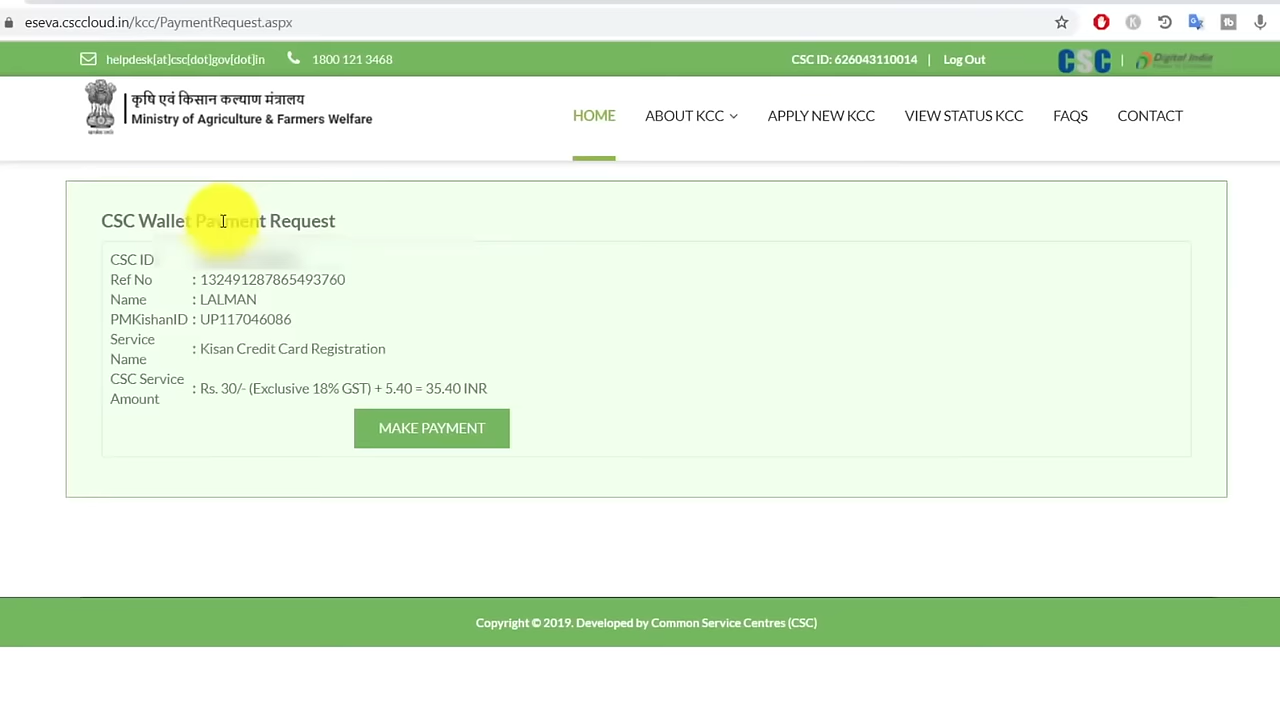 eseva.csccloud.in/kcc/PaymentRequest.aspx
helpdesk[at]csc[dot]gov[dot]in 1800 121 3468 CSC ID: 626043110014 | Log Out CSC | Digital India
कृषि एवं किसान कल्याण मंत्रालय
Ministry of Agriculture & Farmers Welfare
HOME ABOUT KCC APPLY NEW KCC VIEW STATUS KCC FAQS CONTACT
CSC Wallet Payment Request
CSC ID
Ref No : 132491287865493760
Name : LALMAN
PMKishanID : UP117046086
Service Name : Kisan Credit Card Registration
CSC Service Amount : Rs. 30/- (Exclusive 18% GST) + 5.40 = 35.40 INR
MAKE PAYMENT
Copyright © 2019. Developed by Common Service Centres (CSC)